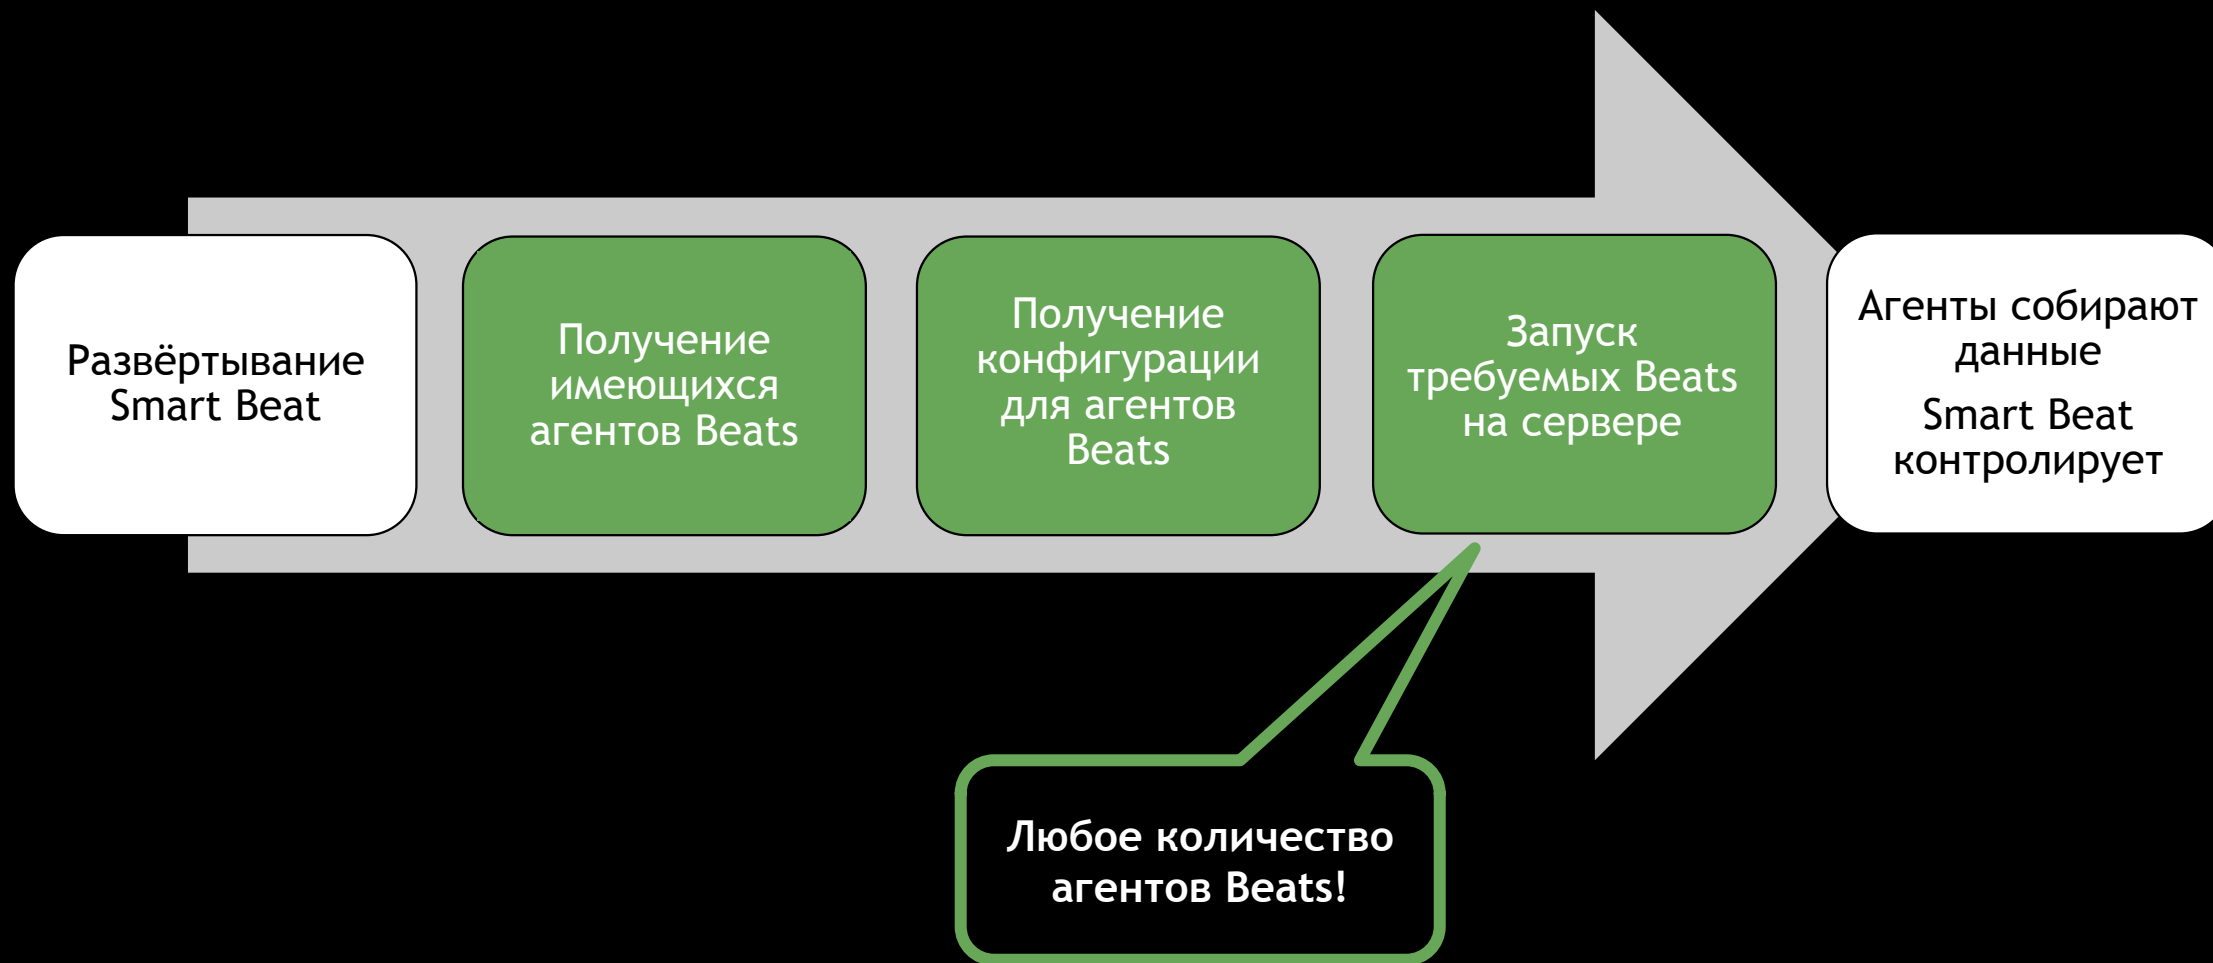 Развёртывание
Smart Beat
Получение
имеющихся
агентов Beats
Получение
конфигурации
для агентов
Beats
Запуск
требуемых Beats
на сервере
Агенты собирают
данные
Smart Beat
контролирует
Любое количество
агентов Beats!